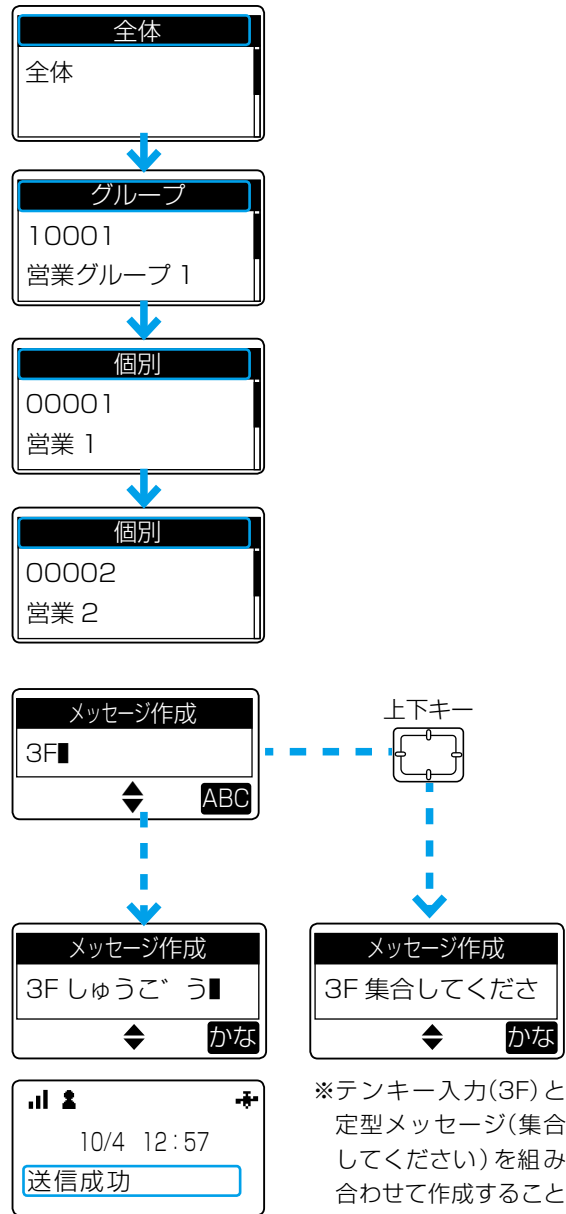 全体
全体
グループ
10001
営業グループ 1
個別
00001
営業 1
個別
00002
営業 2
メッセージ作成
3F
ABC
上下キー
メッセージ作成
3F しゅうこ゛う
かな
メッセージ作成
3F 集合してくださ
かな
10/4 12:57
送信成功
※テンキー入力(3F)と
定型メッセージ(集合
してください)を組み
合わせて作成すること